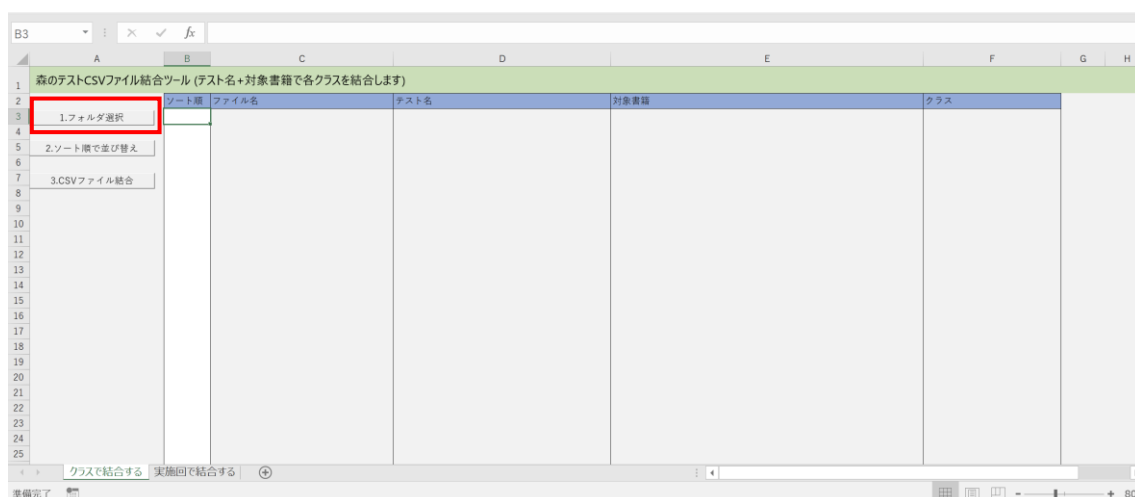 B3
fx
A B C D E F G H
1 森のテストCSVファイル結合ツール (テスト名+対象書籍で各クラスを結合します)
2 ソート順 ファイル名 テスト名 対象書籍 クラス
3 1.フォルダ選択
4
5 2.ソート順で並び替え
6
7 3.CSVファイル結合
8
9
10
11
12
13
14
15
16
17
18
19
20
21
22
23
24
25
クラスで結合する 実施回で結合する
準備完了 80